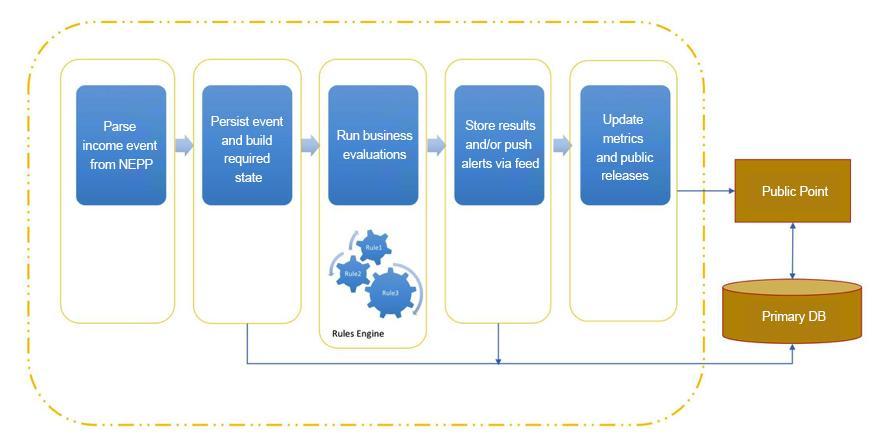 Parse
income event
from NEPP
Persist event
and build
required
state
Run business
evaluations
Store results
and/or push
alerts via feed
Update
metrics
and public
releases
Public Point
Rule1
Rule2
Rule3
Rules Engine
Primary DB